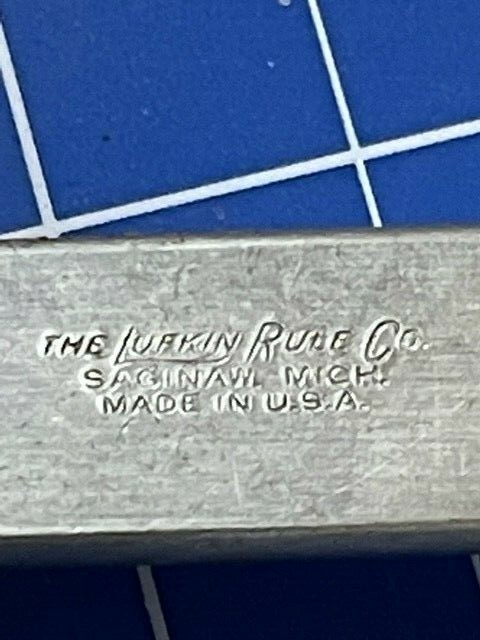 THE LUFKIN RULE CO.
SAGINAW, MICH.
MADE IN U.S.A.